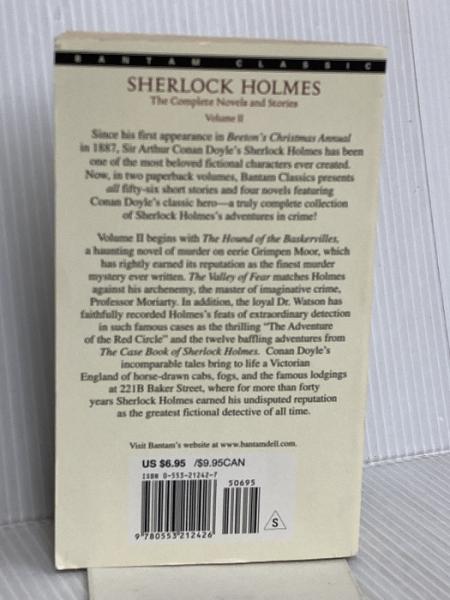 BANTAM CLASSIC
SHERLOCK HOLMES
The Complete Novels and Stories
Volume II
Since his first appearance in Beeton's Christmas Annual
in 1887, Sir Arthur Conan Doyle's Sherlock Holmes has been
one of the most beloved fictional characters ever created.
Now, in two paperback volumes, Bantam Classics presents
all fifty-six short stories and four novels featuring
Conan Doyle's classic hero—a truly complete collection
of Sherlock Holmes's adventures in crime!
Volume II begins with The Hound of the Baskervilles,
a haunting novel of murder on eerie Grimpen Moor, which
has rightly earned its reputation as the finest murder
mystery ever written. The Valley of Fear matches Holmes
against his archenemy, the master of imaginative crime,
Professor Moriarty. In addition, the loyal Dr. Watson has
faithfully recorded Holmes's feats of extraordinary detection
in such famous cases as the thrilling "The Adventure
of the Red Circle" and the twelve baffling adventures from
The Case Book of Sherlock Holmes. Conan Doyle's
incomparable tales bring to life a Victorian
England of horse-drawn cabs, fogs, and the famous lodgings
at 221B Baker Street, where for more than forty
years Sherlock Holmes earned his undisputed reputation
as the greatest fictional detective of all time.
Visit Bantam's website at www.bantamdell.com.
US $6.95 /$9.95CAN
ISBN 0-553-21242-7
50695
S
9 780553 212426